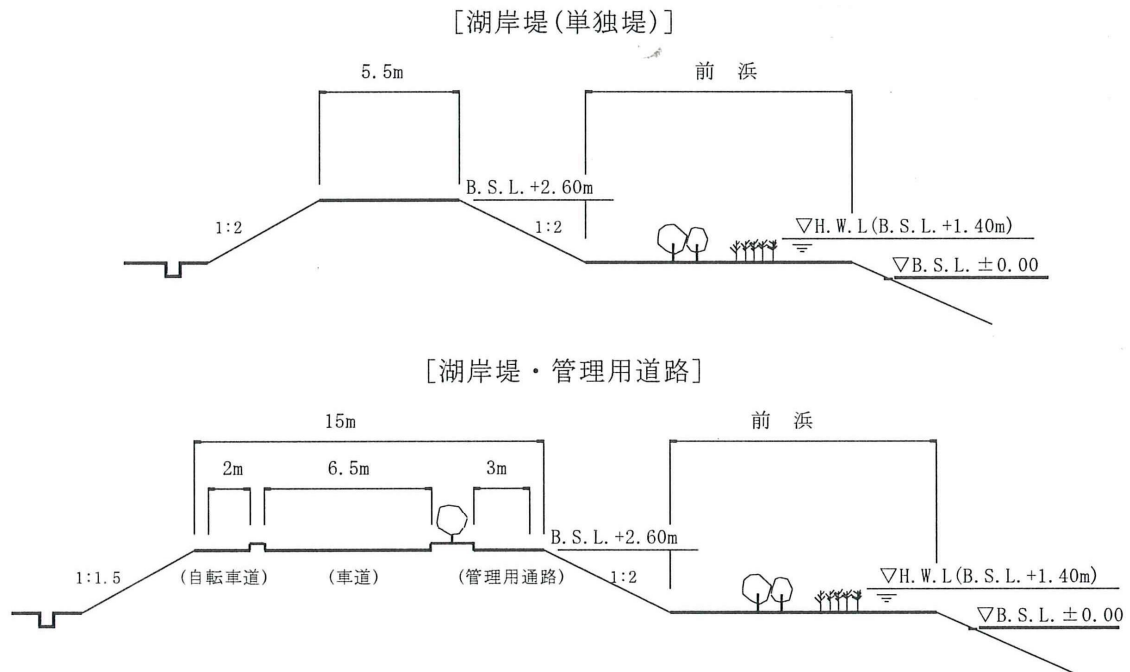 [湖岸堤(単独堤)]
5.5m
前 浜
B.S.L.+2.60m
1:2
1:2
▽H.W.L(B.S.L.+1.40m)
▽B.S.L.±0.00
[湖岸堤・管理用道路]
15m
前 浜
2m
6.5m
3m
B.S.L.+2.60m
1:1.5
(自転車道)
(車道)
(管理用通路)
1:2
▽H.W.L(B.S.L.+1.40m)
▽B.S.L.±0.00